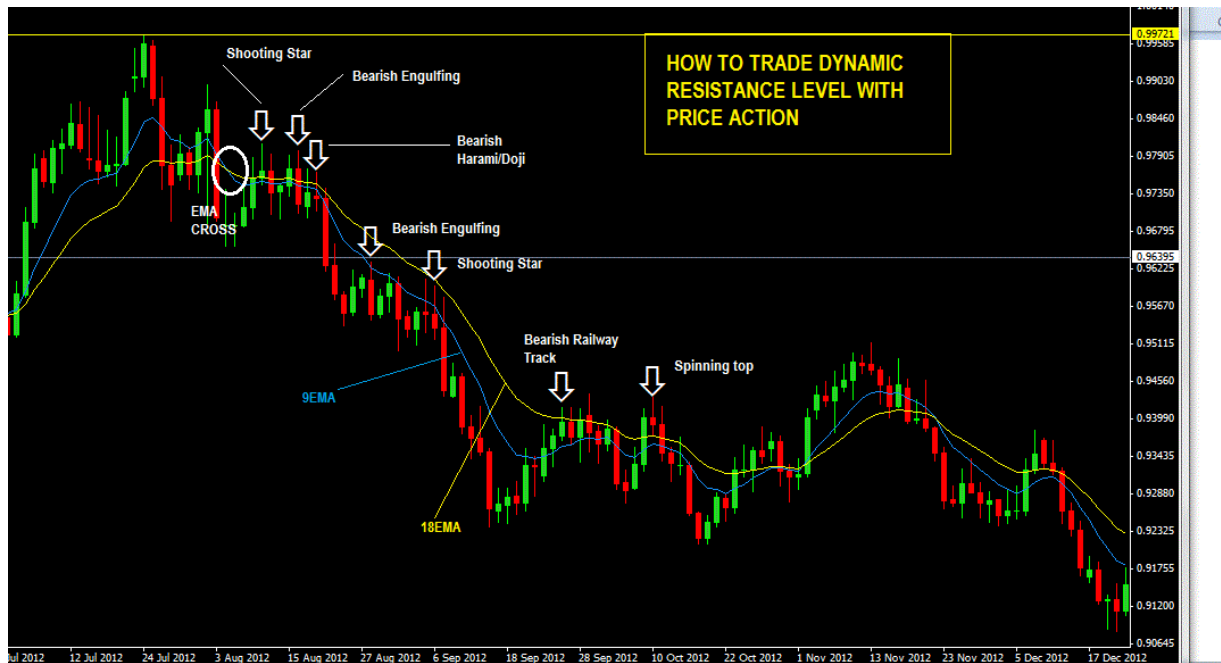 0.99721
0.99585
Shooting Star
HOW TO TRADE DYNAMIC
RESISTANCE LEVEL WITH
PRICE ACTION
Bearish Engulfing
0.99030
0.98460
Bearish
Harami/Doji
0.97905
0.97350
EMA
CROSS
Bearish Engulfing
0.96795
0.96395
Shooting Star
0.96225
0.95670
Bearish Railway
Track
0.95115
Spinning top
0.94560
9EMA
0.93990
0.93435
0.92880
18EMA
0.92325
0.91755
0.91200
0.90645
12 Jul 2012 24 Jul 2012 3 Aug 2012 15 Aug 2012 27 Aug 2012 6 Sep 2012 18 Sep 2012 28 Sep 2012 10 Oct 2012 22 Oct 2012 1 Nov 2012 13 Nov 2012 23 Nov 2012 5 Dec 2012 17 Dec 2012